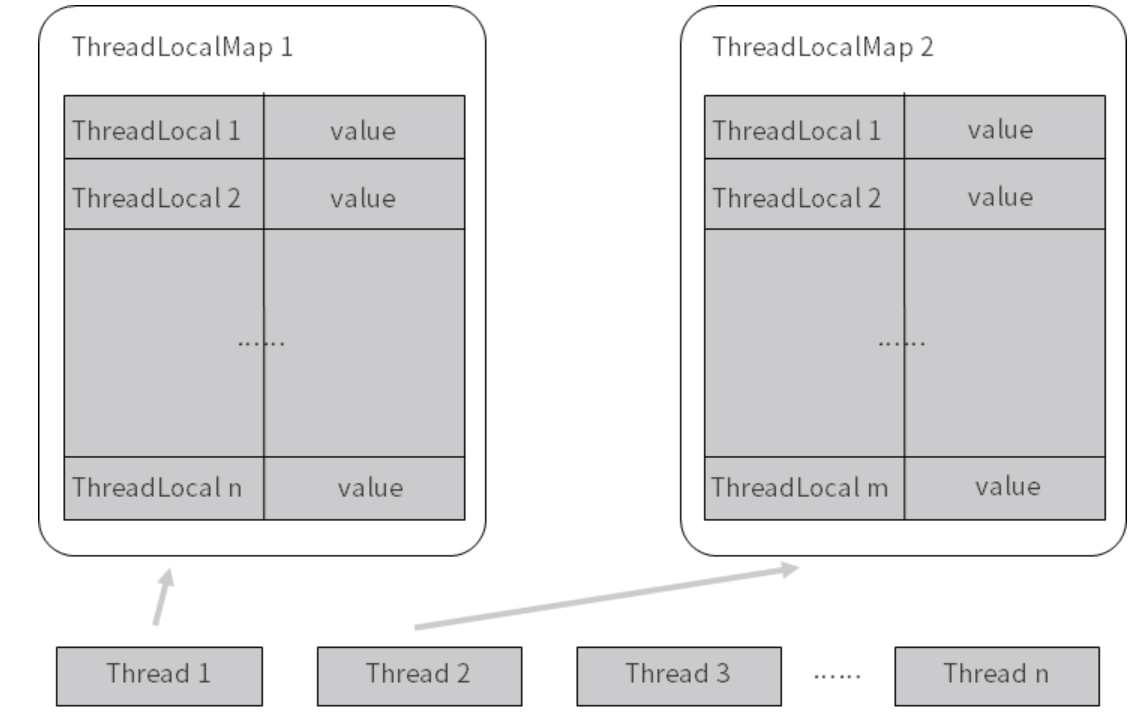 ThreadLocalMap 1
ThreadLocal 1 value
ThreadLocal 2 value
······
ThreadLocal n value
ThreadLocalMap 2
ThreadLocal 1 value
ThreadLocal 2 value
······
ThreadLocal m value
Thread 1 Thread 2 Thread 3 ······ Thread n